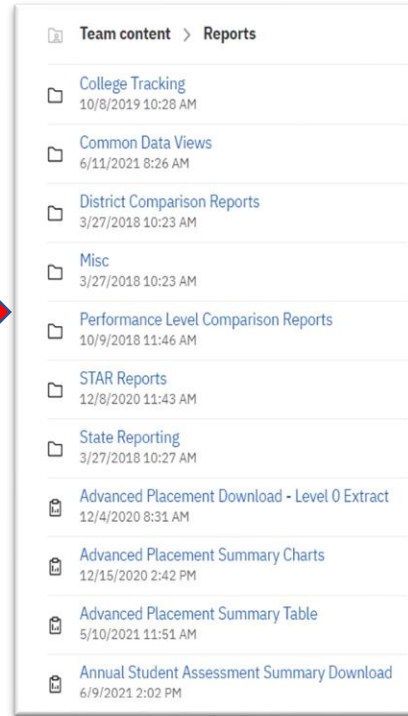 Team content > Reports
College Tracking
10/8/2019 10:28 AM
Common Data Views
6/11/2021 8:26 AM
District Comparison Reports
3/27/2018 10:23 AM
Misc
3/27/2018 10:23 AM
Performance Level Comparison Reports
10/9/2018 11:46 AM
STAR Reports
12/8/2020 11:43 AM
State Reporting
3/27/2018 10:27 AM
Advanced Placement Download - Level 0 Extract
12/4/2020 8:31 AM
Advanced Placement Summary Charts
12/15/2020 2:42 PM
Advanced Placement Summary Table
5/10/2021 11:51 AM
Annual Student Assessment Summary Download
6/9/2021 2:02 PM